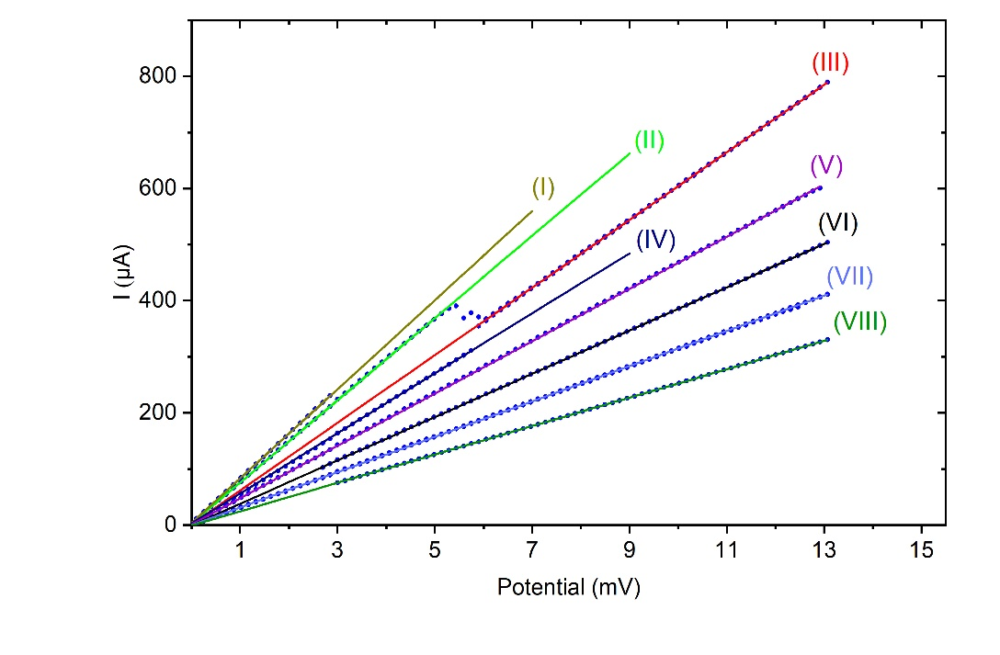 800
600
400
200
0
I (µA)
(III)
(II)
(V)
(I)
(VI)
(IV)
(VII)
(VIII)
1 3 5 7 9 11 13 15
Potential (mV)